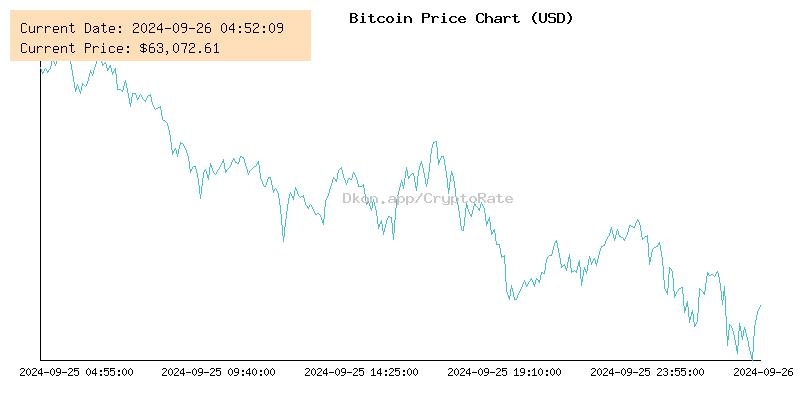 Bitcoin Price Chart (USD)
Current Date: 2024-09-26 04:52:09
Current Price: $63,072.61
Dkon.app/CryptoRate
2024-09-25 04:55:00 2024-09-25 09:40:00 2024-09-25 14:25:00 2024-09-25 19:10:00 2024-09-25 23:55:00 2024-09-26